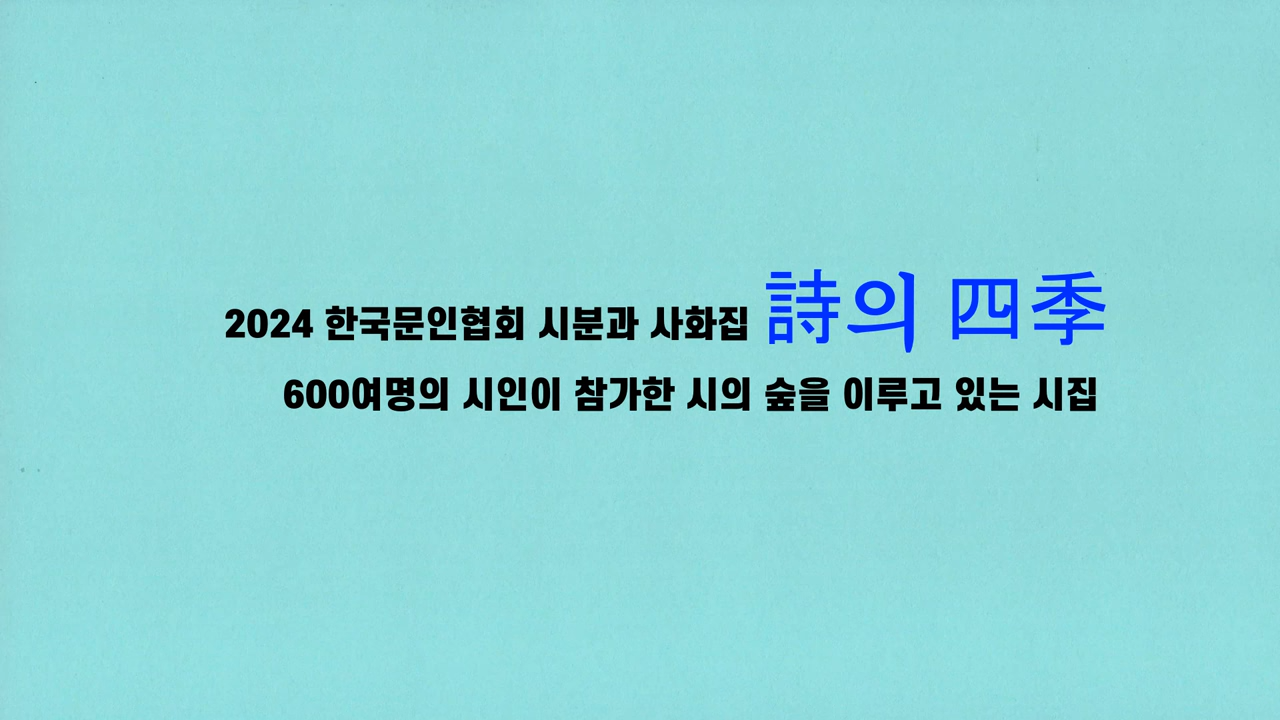 2024 한국문인협회 시분과 사화집 詩의 四季
600여명의 시인이 참가한 시의 숲을 이루고 있는 시집